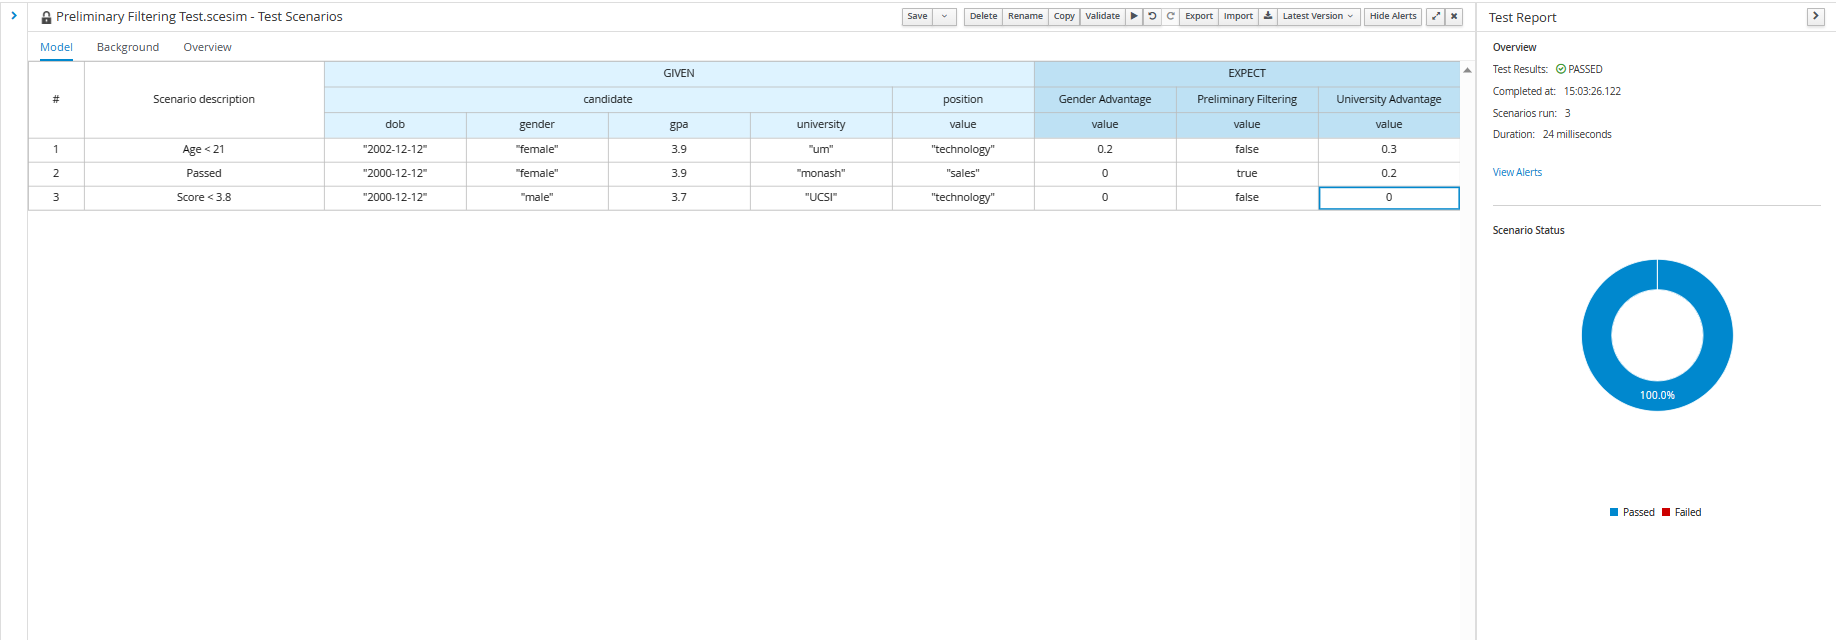 Preliminary Filtering Test.scesim - Test Scenarios
Save Delete Rename Copy Validate Export Import Latest Version Hide Alerts
Model Background Overview
# Scenario description GIVEN EXPECT
candidate position Gender Advantage Preliminary Filtering University Advantage
dob gender gpa university value value value value
1 Age < 21 "2002-12-12" "female" 3.9 "um" "technology" 0.2 false 0.3
2 Passed "2000-12-12" "female" 3.9 "monash" "sales" 0 true 0.2
3 Score < 3.8 "2000-12-12" "male" 3.7 "UCSI" "technology" 0 false 0
Test Report
Overview
Test Results: PASSED
Completed at: 15:03:26.122
Scenarios run: 3
Duration: 24 milliseconds
View Alerts
Scenario Status
100.0%
Passed Failed